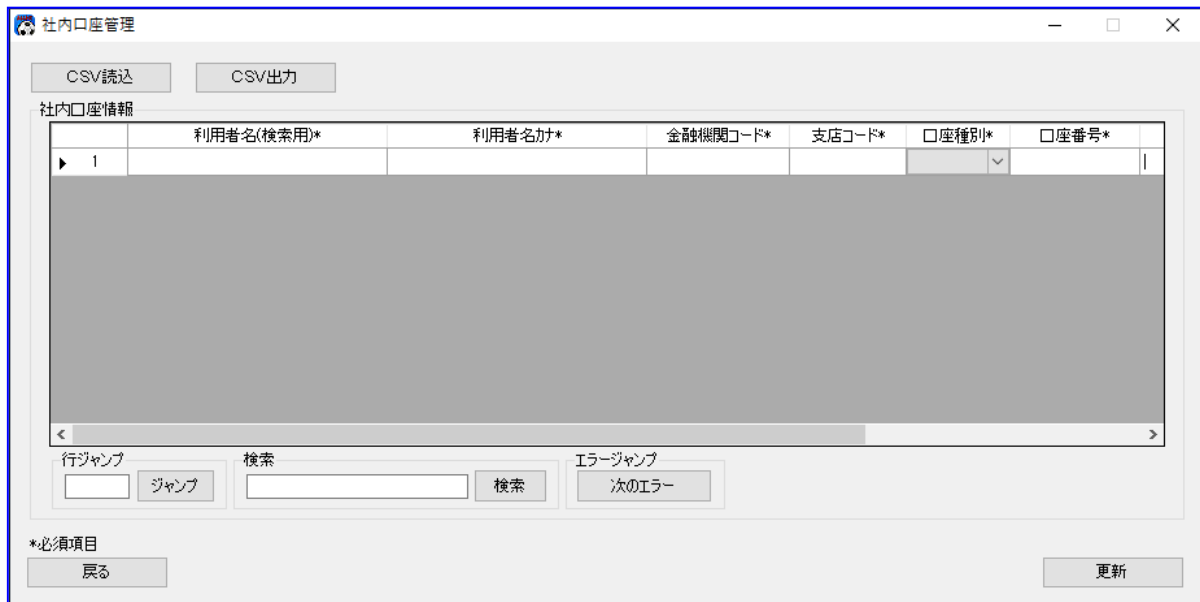 社内口座管理
CSV読込 CSV出力
社内口座情報
利用者名(検索用)* 利用者名カナ* 金融機関コード* 支店コード* 口座種別* 口座番号*
1
行ジャンプ 検索 エラージャンプ
ジャンプ 検索 次のエラー
*必須項目
戻る 更新